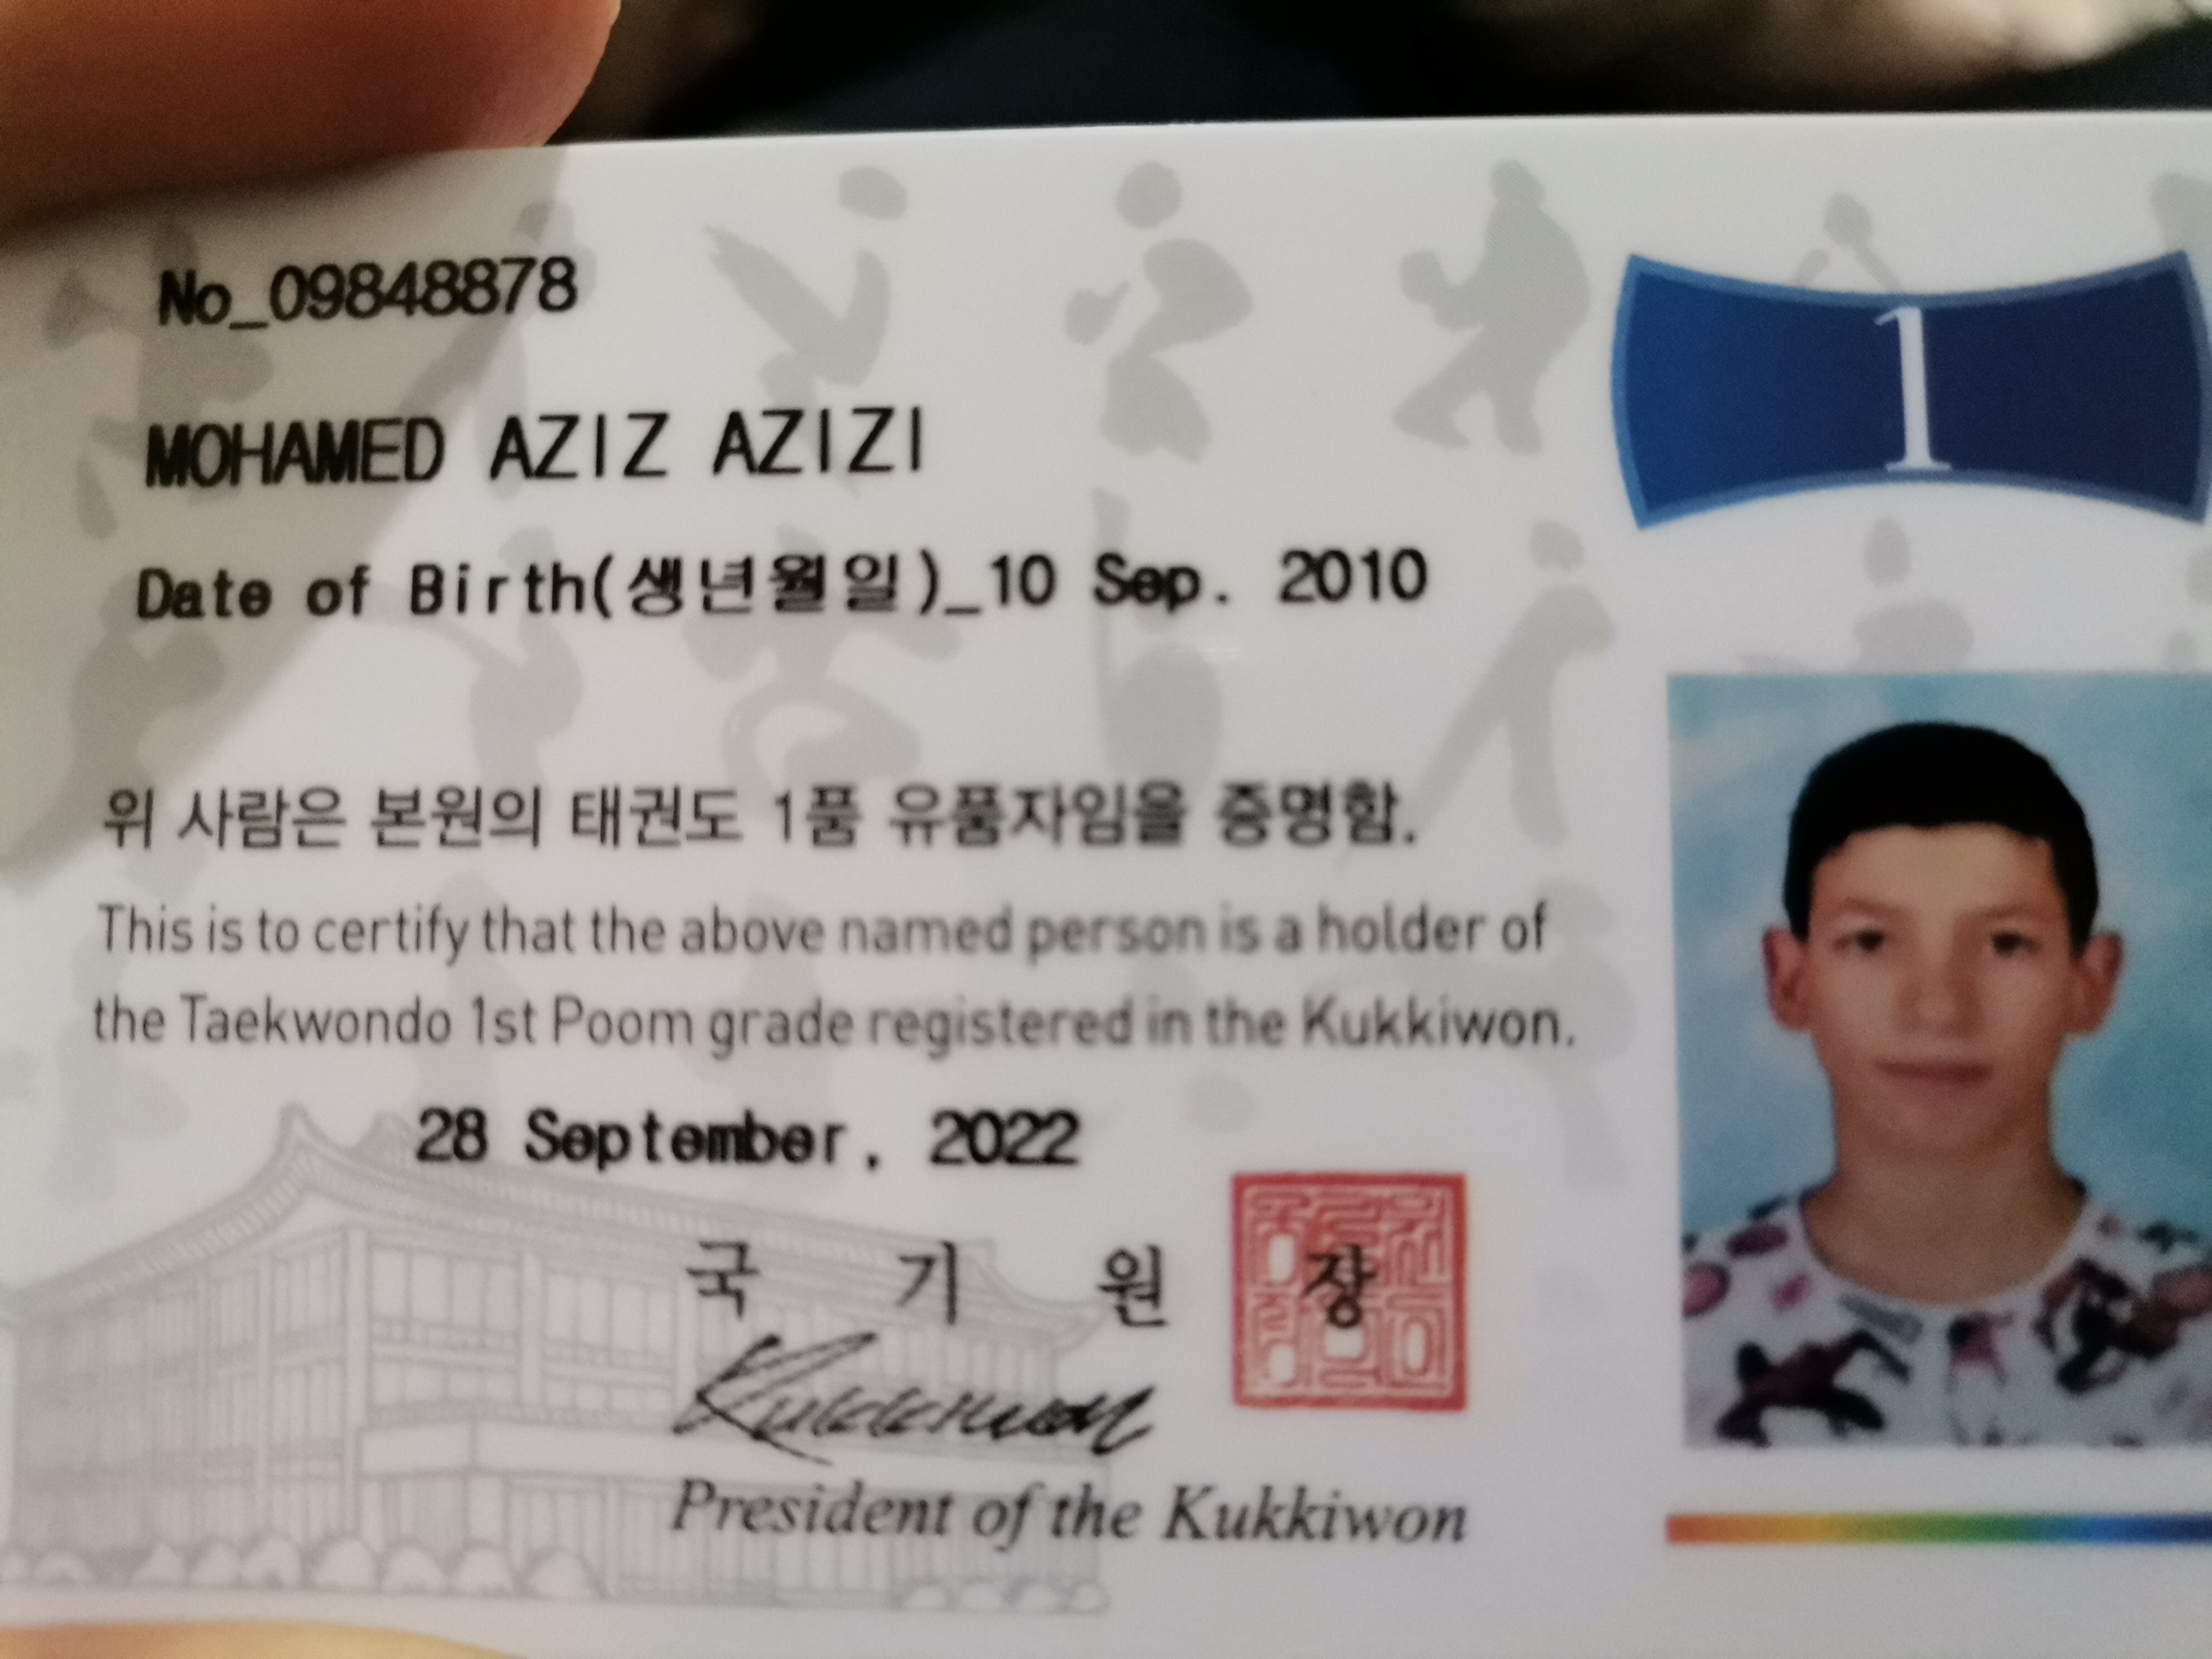 No_09848878
1
MOHAMED AZIZ AZIZI
Date of Birth(생년월일)_10 Sep. 2010
위 사람은 본원의 태권도 1품 유품자임을 증명함.
This is to certify that the above named person is a holder of
the Taekwondo 1st Poom grade registered in the Kukkiwon.
28 September, 2022
국 기 원 장
Kukkiwon
President of the Kukkiwon